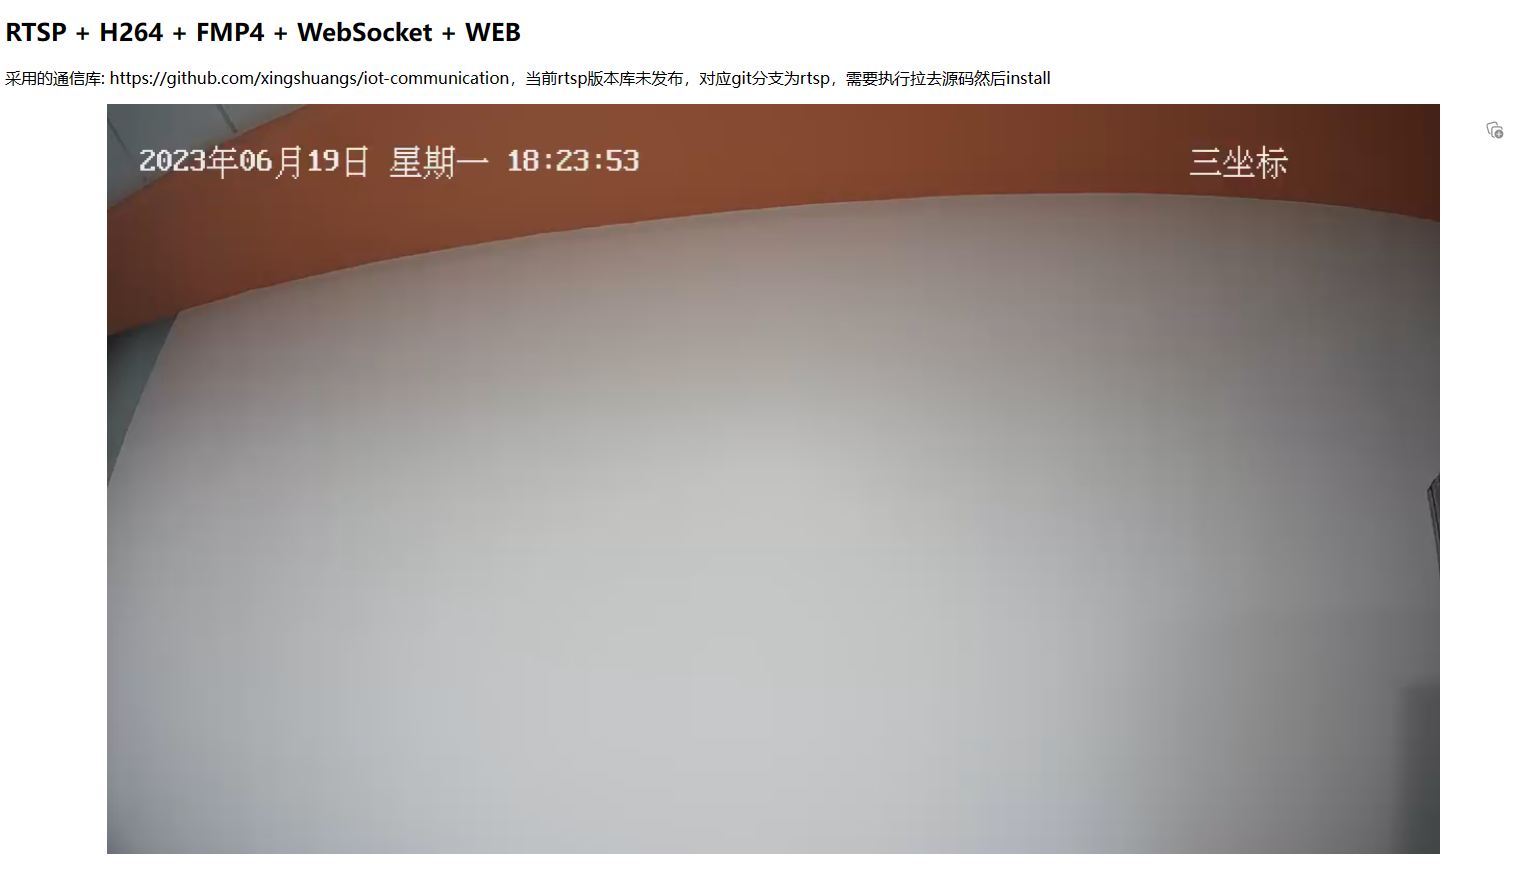 RTSP + H264 + FMP4 + WebSocket + WEB
采用的通信库: https://github.com/xingshuangs/iot-communication，当前rtsp版本库未发布，对应git分支为rtsp，需要执行拉去源码然后install
2023年06月19日 星期一 18:23:53
三坐标